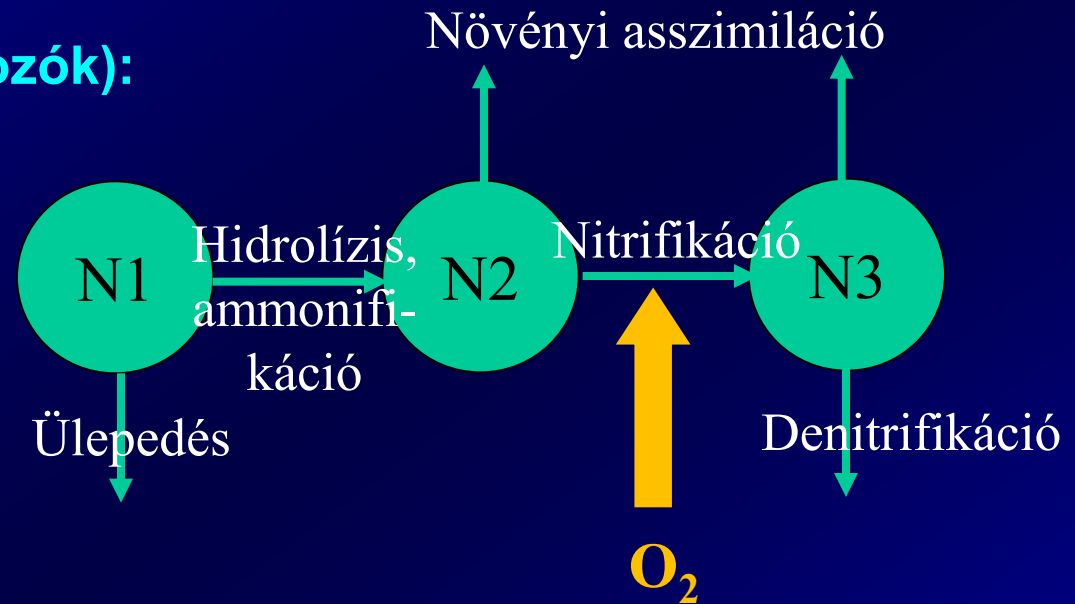 Növényi asszimiláció
ozók):
Hidrolízis,
ammonifi-
káció
Nitrifikáció
N1
N2
N3
Ülepedés
Denitrifikáció
O₂